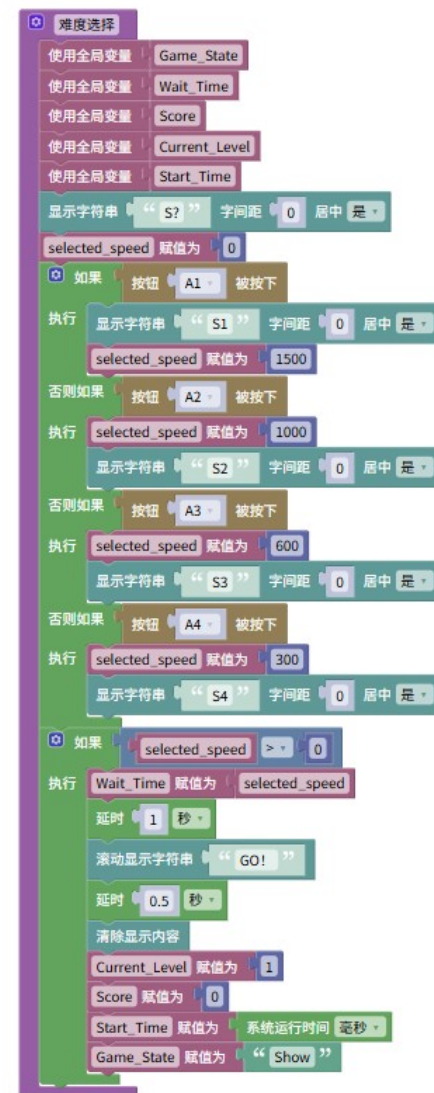 难度选择
使用全局变量 Game_State
使用全局变量 Wait_Time
使用全局变量 Score
使用全局变量 Current_Level
使用全局变量 Start_Time
显示字符串 “ S? ” 字间距 0 居中 是
selected_speed 赋值为 0
如果 按钮 A1 被按下
执行 显示字符串 “ S1 ” 字间距 0 居中 是
selected_speed 赋值为 1500
否则如果 按钮 A2 被按下
执行 selected_speed 赋值为 1000
显示字符串 “ S2 ” 字间距 0 居中 是
否则如果 按钮 A3 被按下
执行 selected_speed 赋值为 600
显示字符串 “ S3 ” 字间距 0 居中 是
否则如果 按钮 A4 被按下
执行 selected_speed 赋值为 300
显示字符串 “ S4 ” 字间距 0 居中 是
如果 selected_speed > 0
执行 Wait_Time 赋值为 selected_speed
延时 1 秒
滚动显示字符串 “ GO! ”
延时 0.5 秒
清除显示内容
Current_Level 赋值为 1
Score 赋值为 0
Start_Time 赋值为 系统运行时间 毫秒
Game_State 赋值为 “ Show ”